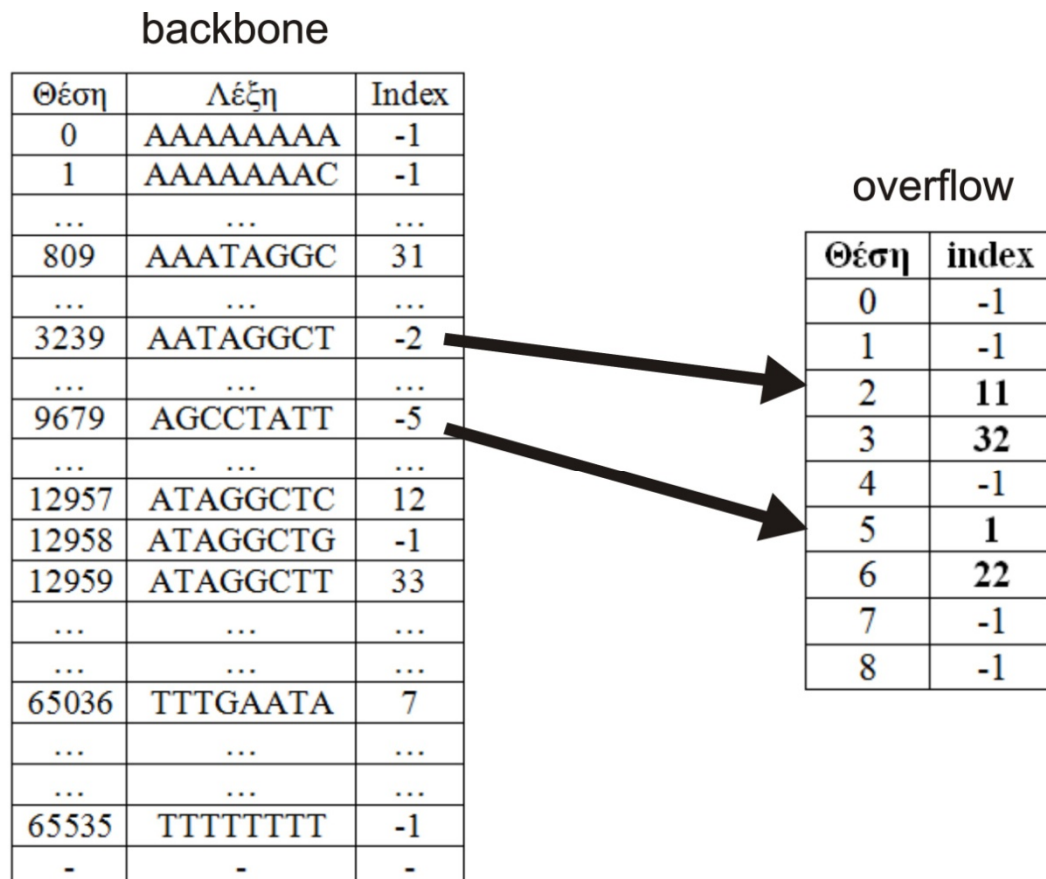 backbone
Θέση Λέξη Index
0 AAAAAAAA -1
1 AAAAAAAC -1
... ... ...
809 AAATAGGC 31
... ... ...
3239 AATAGGCT -2
... ... ...
9679 AGCCTATT -5
... ... ...
12957 ATAGGCTC 12
12958 ATAGGCTG -1
12959 ATAGGCTT 33
... ... ...
... ... ...
65036 TTTGAATA 7
... ... ...
... ... ...
65535 TTTTTTTT -1
- - -
overflow
Θέση index
0 -1
1 -1
2 11
3 32
4 -1
5 1
6 22
7 -1
8 -1